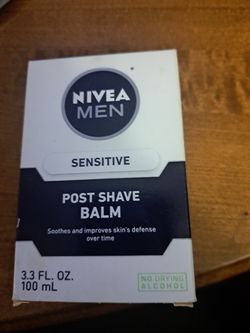 NIVEA
MEN
SENSITIVE
POST SHAVE
BALM
Soothes and improves skin's defense
over time
3.3 FL. OZ.
100 mL
NO DRYING
ALCOHOL